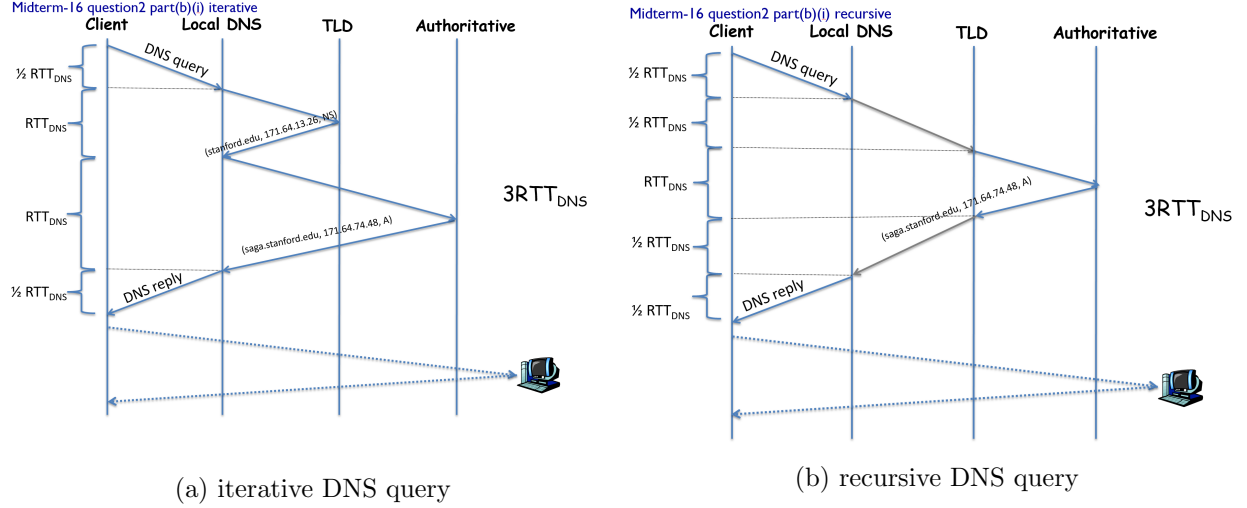 Midterm-16 question2 part(b)(i) iterative
Client Local DNS TLD Authoritative
DNS query
½ RTTDNS
RTTDNS
(stanford.edu, 171.64.13.26, NS)
3RTTDNS
RTTDNS
(saga.stanford.edu, 171.64.74.48, A)
½ RTTDNS
DNS reply
(a) iterative DNS query
Midterm-16 question2 part(b)(i) recursive
Client Local DNS TLD Authoritative
DNS query
½ RTTDNS
½ RTTDNS
RTTDNS
(saga.stanford.edu, 171.64.74.48, A)
3RTTDNS
½ RTTDNS
DNS reply
½ RTTDNS
(b) recursive DNS query